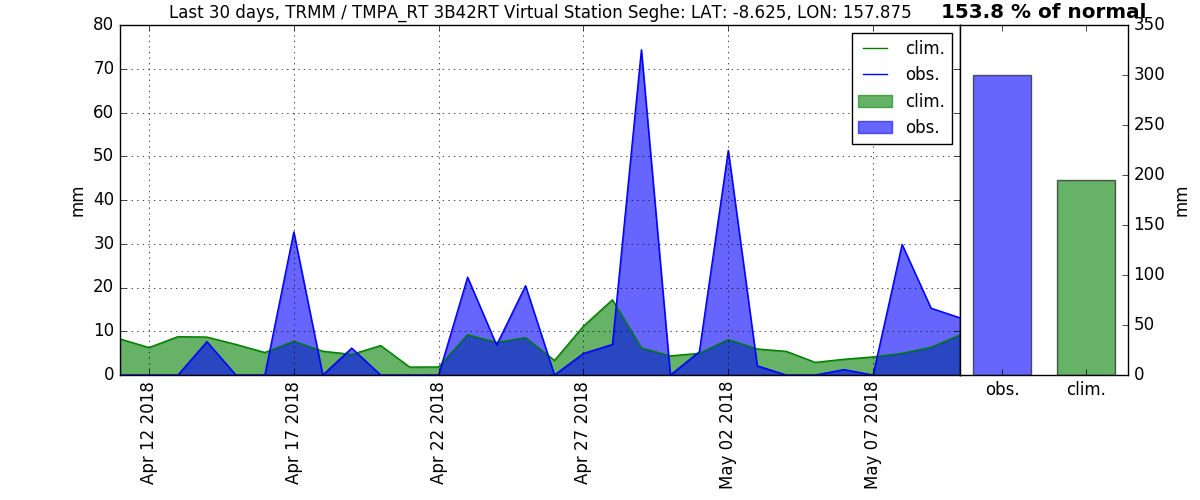 Last 30 days, TRMM / TMPA_RT 3B42RT Virtual Station Seghe: LAT: -8.625, LON: 157.875
153.8 % of normal
80
70
60
50
40
30
20
10
0
mm
clim.
obs.
clim.
obs.
Apr 12 2018
Apr 17 2018
Apr 22 2018
Apr 27 2018
May 02 2018
May 07 2018
350
300
250
200
150
100
50
0
mm
obs.
clim.